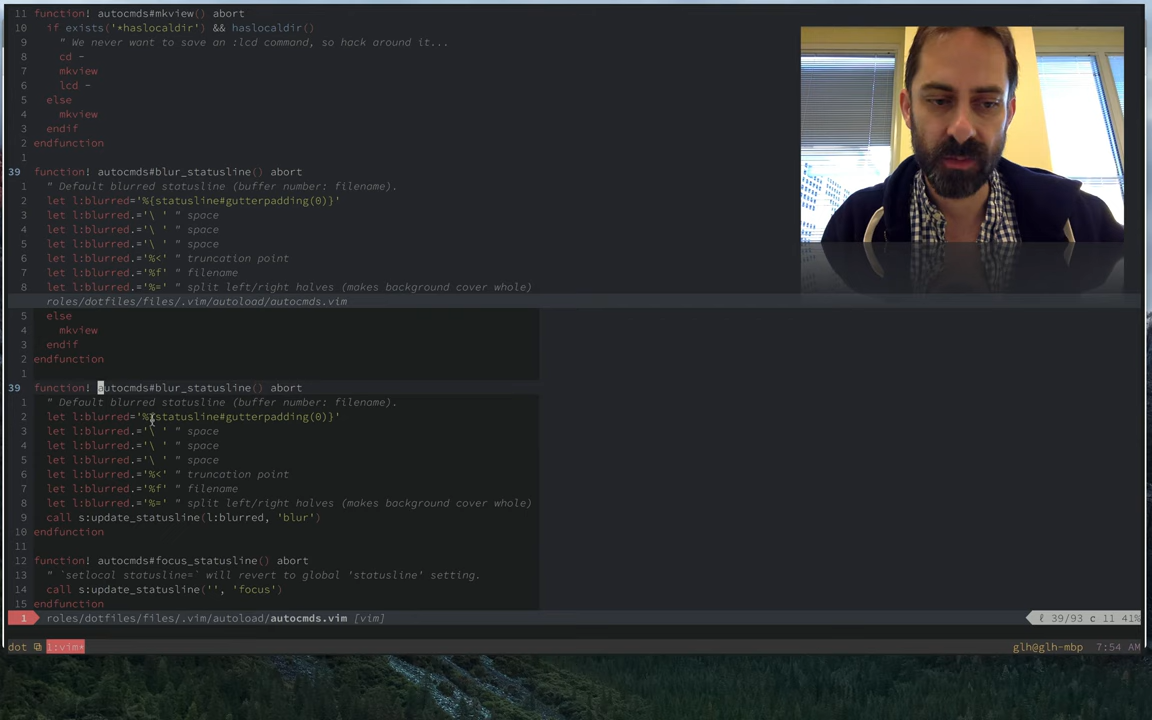 11 function! autocmds#mkview() abort
10   if exists('*haslocaldir') && haslocaldir()
9     " We never want to save an :lcd command, so hack around it...
8     cd -
7     mkview
6     lcd -
5   else
4     mkview
3   endif
2 endfunction
1
39 function! autocmds#blur_statusline() abort
1   " Default blurred statusline (buffer number: filename).
2   let l:blurred='%{statusline#gutterpadding(0)}'
3   let l:blurred.='\ ' " space
4   let l:blurred.='\ ' " space
5   let l:blurred.='\ ' " space
6   let l:blurred.='%<' " truncation point
7   let l:blurred.='%f' " filename
8   let l:blurred.='%=' " split left/right halves (makes background cover whole)
roles/dotfiles/files/.vim/autoload/autocmds.vim
5   else
4     mkview
3   endif
2 endfunction
1
39 function! autocmds#blur_statusline() abort
1   " Default blurred statusline (buffer number: filename).
2   let l:blurred='%{statusline#gutterpadding(0)}'
3   let l:blurred.='\ ' " space
4   let l:blurred.='\ ' " space
5   let l:blurred.='\ ' " space
6   let l:blurred.='%<' " truncation point
7   let l:blurred.='%f' " filename
8   let l:blurred.='%=' " split left/right halves (makes background cover whole)
9   call s:update_statusline(l:blurred, 'blur')
10 endfunction
11
12 function! autocmds#focus_statusline() abort
13   " `setlocal statusline=` will revert to global 'statusline' setting.
14   call s:update_statusline('', 'focus')
15 endfunction
1 roles/dotfiles/files/.vim/autoload/autocmds.vim [vim] ℓ 39/93 c 11 41%
dot 1:vim* glh@glh-mbp 7:54 AM